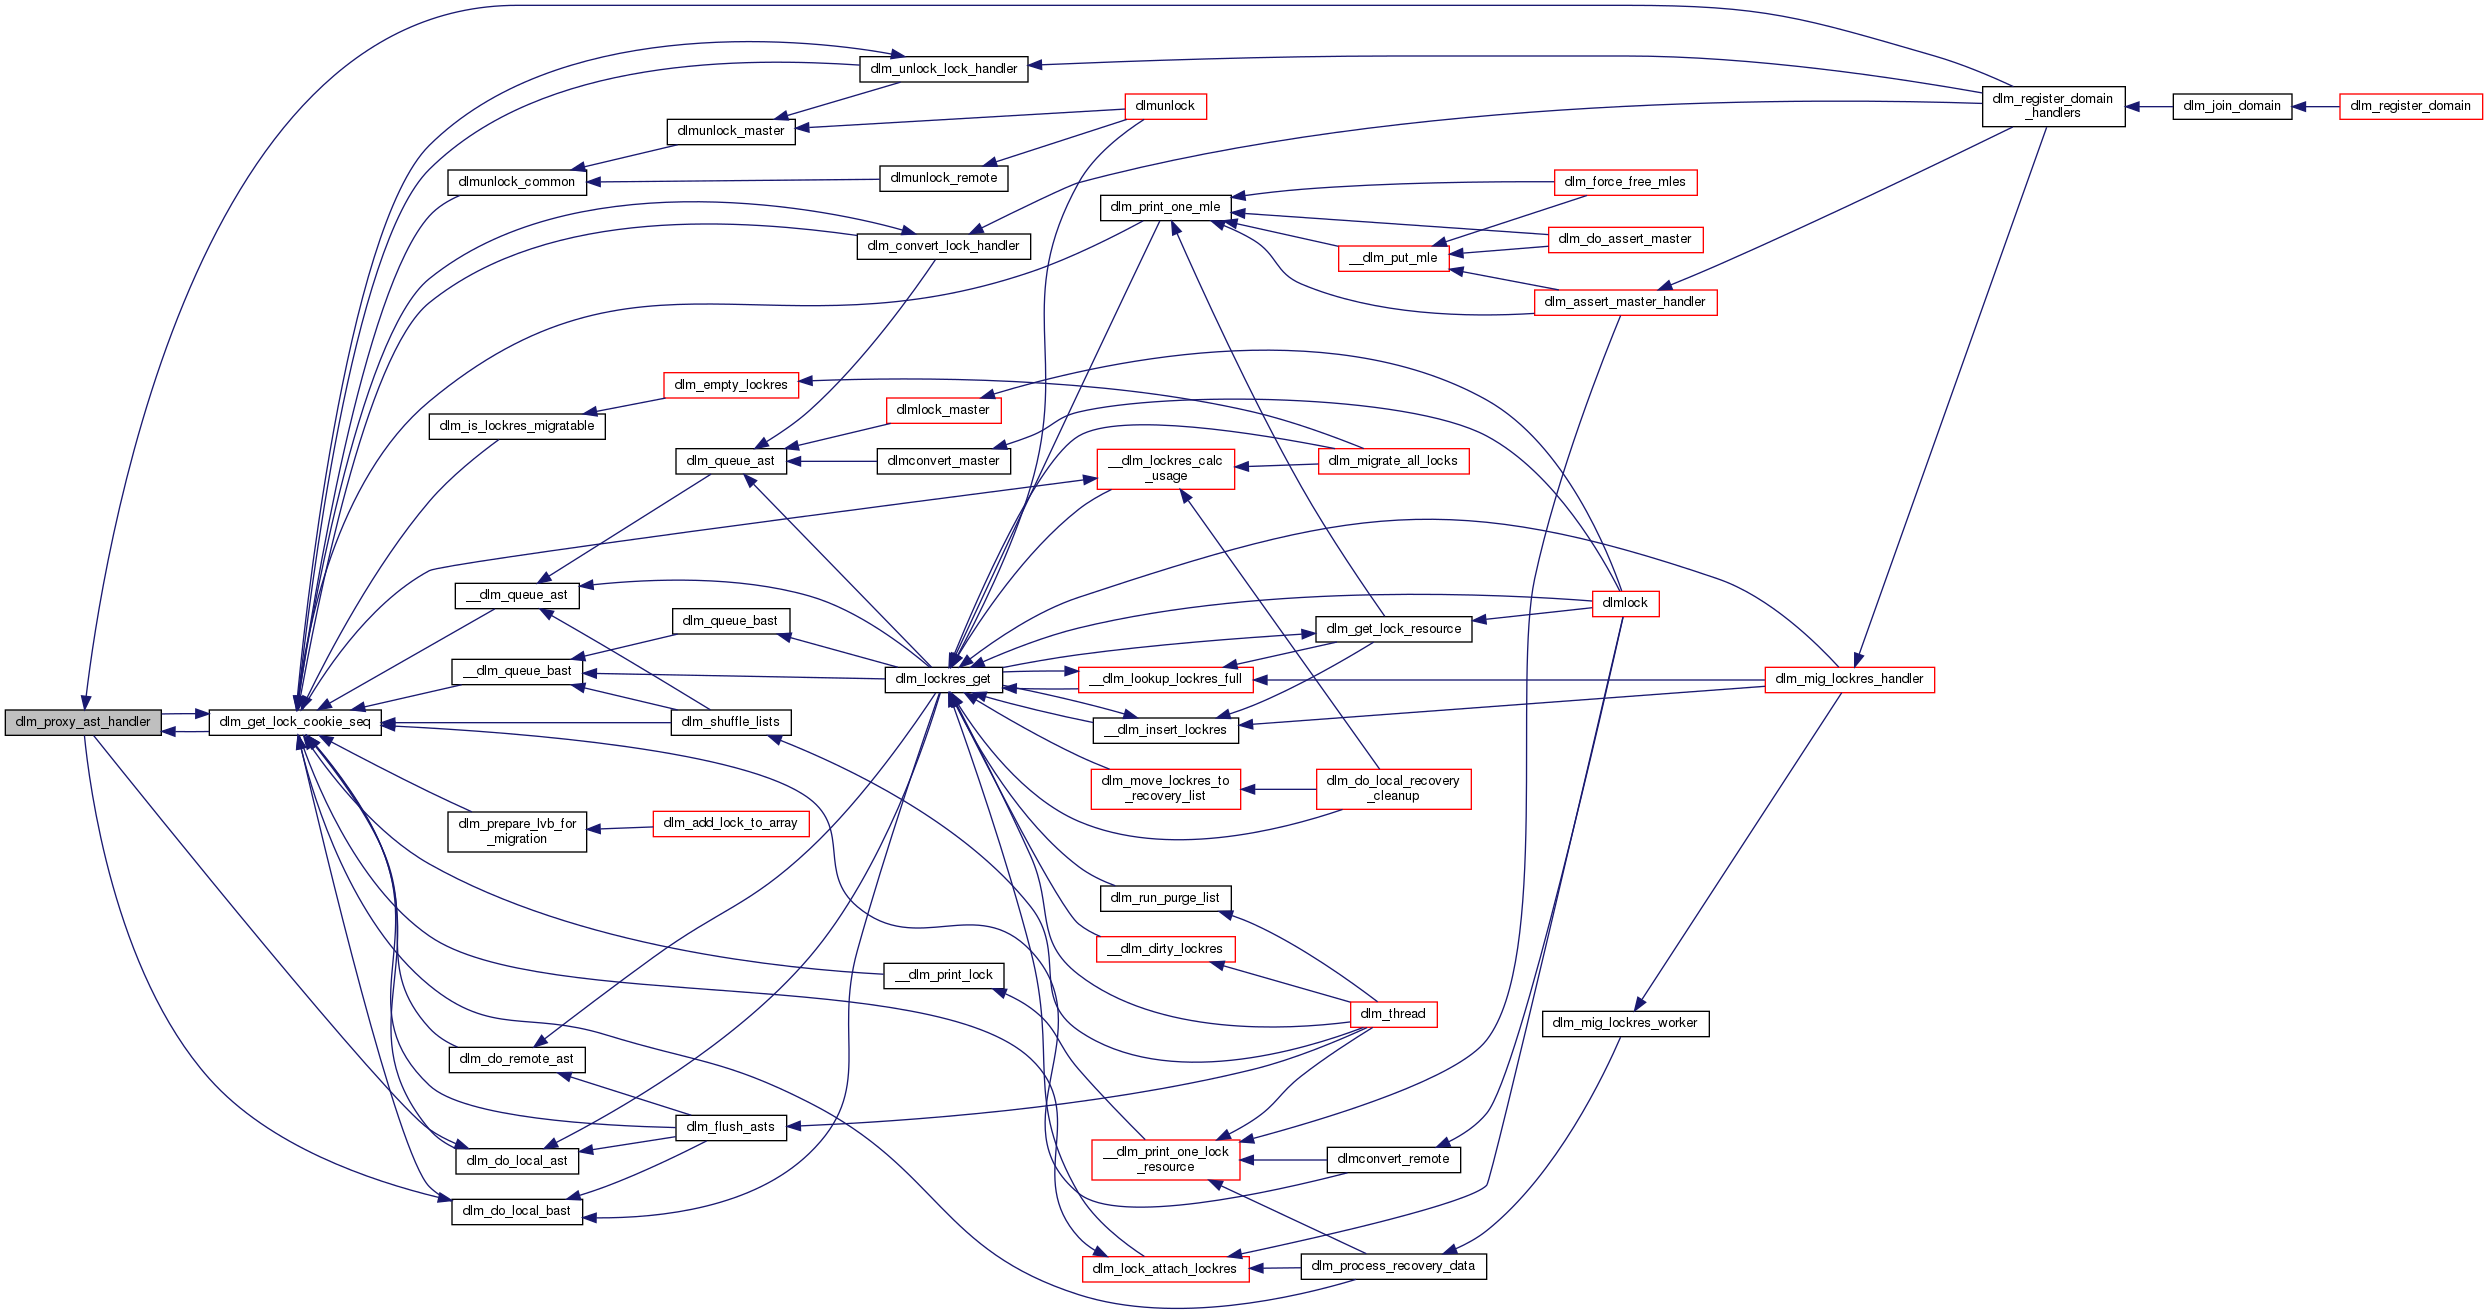 dlm_unlock_lock_handler
dlm_register_domain
_handlers
dlm_join_domain
dlm_register_domain
dlmunlock
dlmunlock_master
dlmunlock_common
dlmunlock_remote
dlm_force_free_mles
dlm_print_one_mle
dlm_do_assert_master
dlm_convert_lock_handler
__dlm_put_mle
dlm_assert_master_handler
dlm_empty_lockres
dlmlock_master
dlm_is_lockres_migratable
dlm_queue_ast
dlmconvert_master
__dlm_lockres_calc
_usage
dlm_migrate_all_locks
__dlm_queue_ast
dlmlock
dlm_queue_bast
dlm_get_lock_resource
__dlm_queue_bast
dlm_lockres_get
__dlm_lookup_lockres_full
dlm_mig_lockres_handler
dlm_proxy_ast_handler
dlm_get_lock_cookie_seq
dlm_shuffle_lists
__dlm_insert_lockres
dlm_move_lockres_to
_recovery_list
dlm_do_local_recovery
_cleanup
dlm_prepare_lvb_for
_migration
dlm_add_lock_to_array
dlm_run_purge_list
__dlm_dirty_lockres
__dlm_print_lock
dlm_thread
dlm_mig_lockres_worker
dlm_do_remote_ast
dlm_flush_asts
dlm_do_local_ast
__dlm_print_one_lock
_resource
dlmconvert_remote
dlm_do_local_bast
dlm_lock_attach_lockres
dlm_process_recovery_data